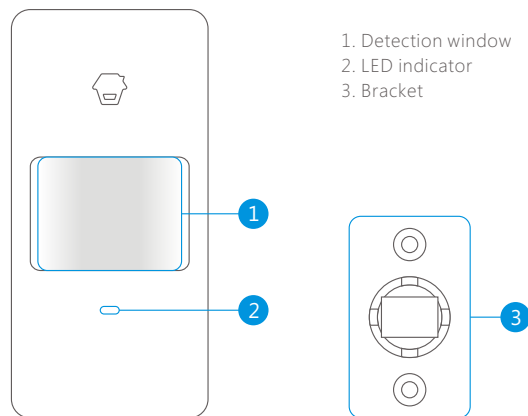 1. Detection window
2. LED indicator
3. Bracket
1
2
3